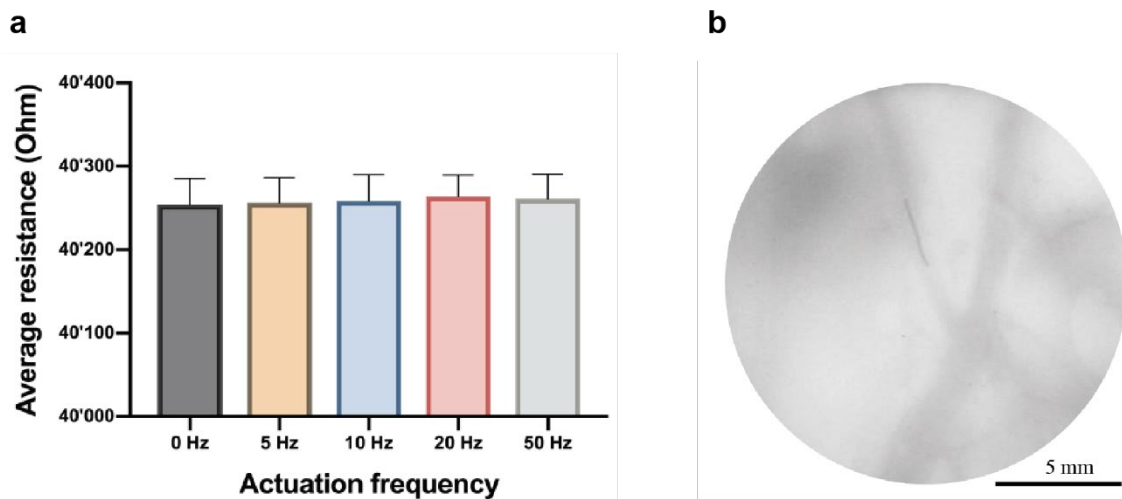 a
b
Average resistance (Ohm)
40'400
40'300
40'200
40'100
40'000
0 Hz 5 Hz 10 Hz 20 Hz 50 Hz
Actuation frequency
5 mm